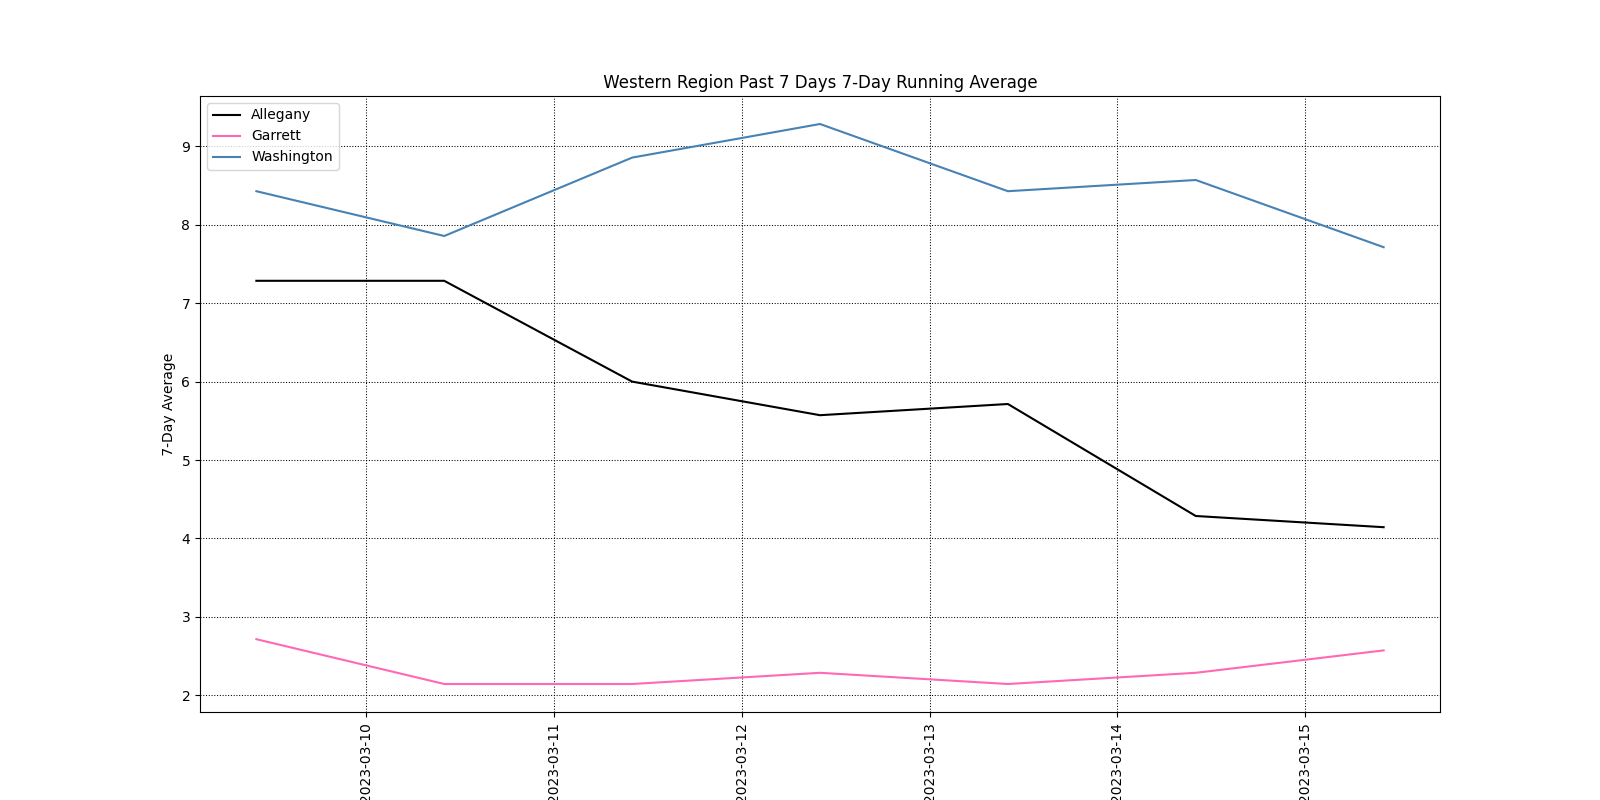 Western Region Past 7 Days 7-Day Running Average
Allegany
Garrett
Washington
9
8
7
6
5
4
3
2
7-Day Average
2023-03-10
2023-03-11
2023-03-12
2023-03-13
2023-03-14
2023-03-15